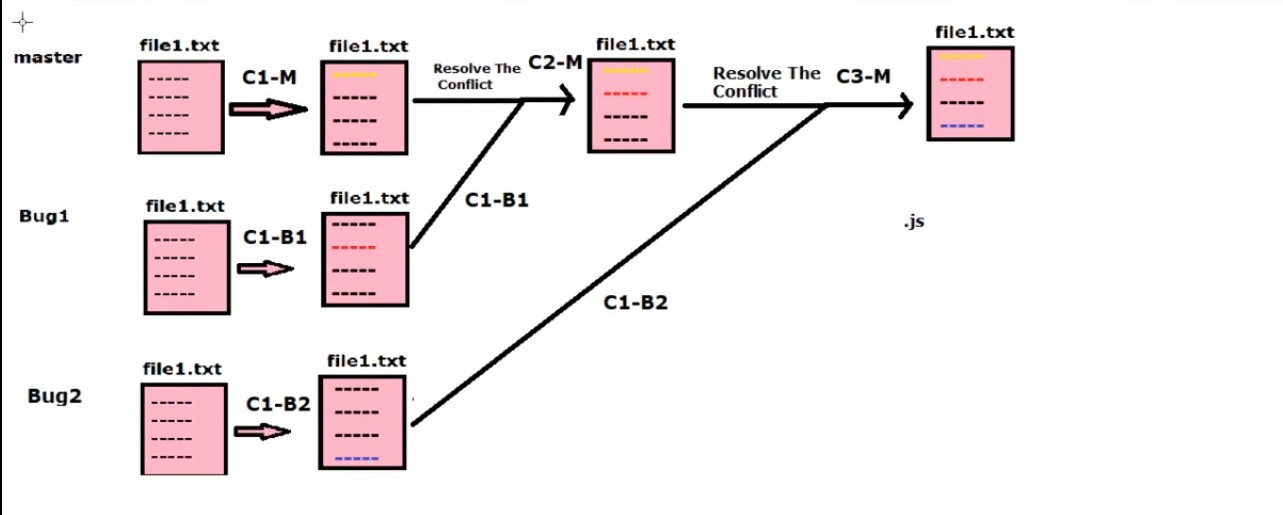 master
file1.txt
C1-M
file1.txt
Resolve The
Conflict
C2-M
file1.txt
Resolve The
Conflict
C3-M
file1.txt
Bug1
file1.txt
C1-B1
file1.txt
C1-B1
.js
Bug2
file1.txt
C1-B2
file1.txt
C1-B2